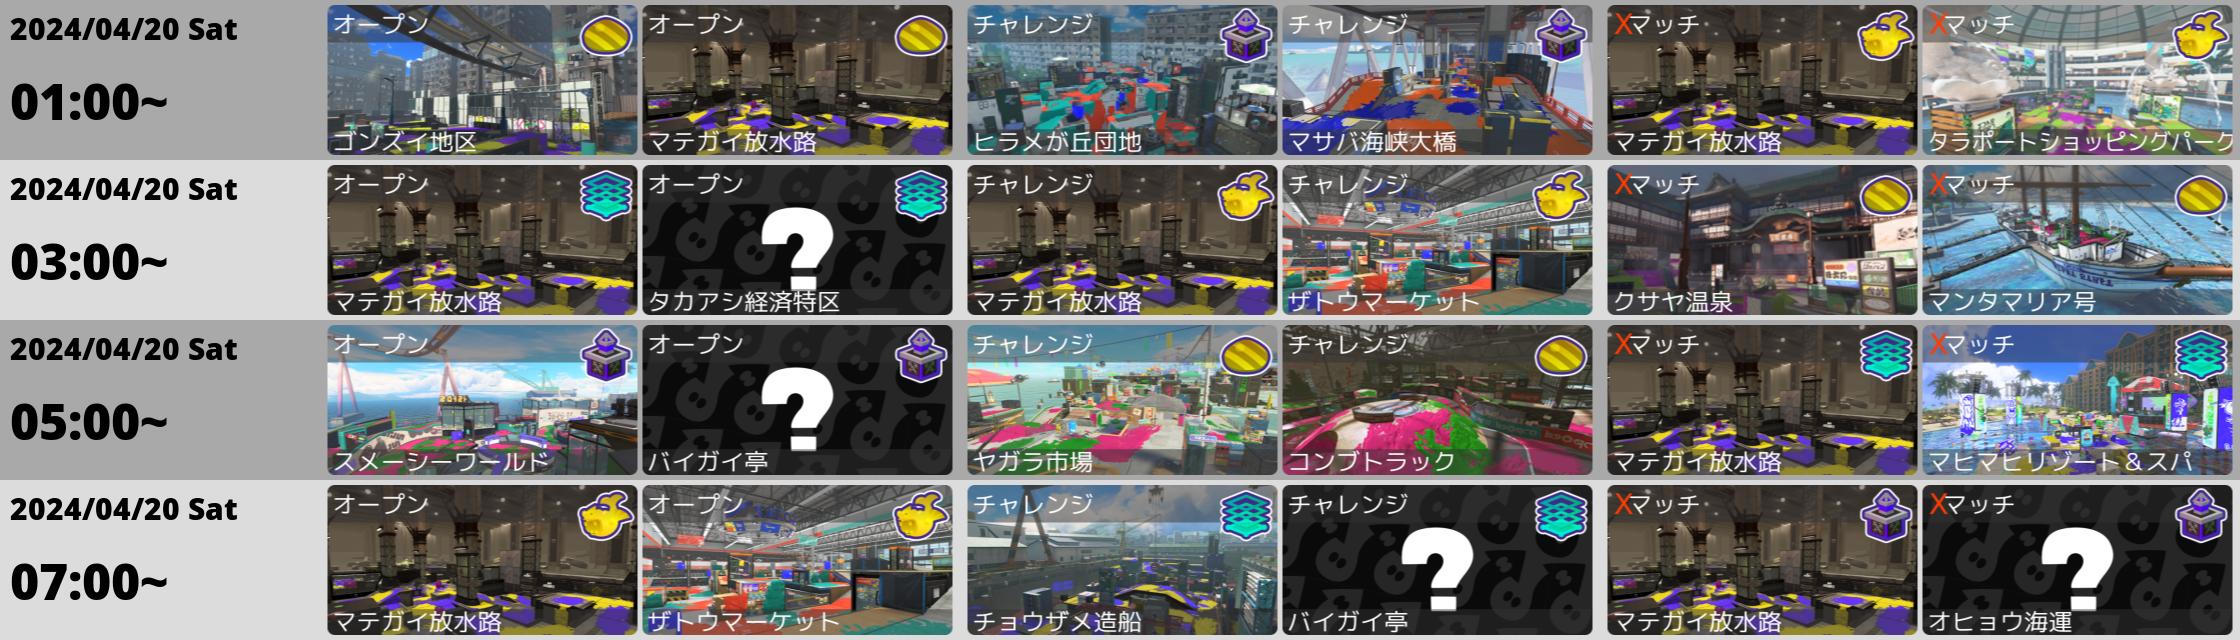 2024/04/20 Sat
01:00~
オープン
ゴンズイ地区
オープン
マテガイ放水路
チャレンジ
ヒラメが丘団地
チャレンジ
マサバ海峡大橋
Xマッチ
マテガイ放水路
Xマッチ
タラポートショッピングパーク
2024/04/20 Sat
03:00~
オープン
マテガイ放水路
オープン
?
タカアシ経済特区
チャレンジ
マテガイ放水路
チャレンジ
ザトウマーケット
Xマッチ
クサヤ温泉
Xマッチ
マンタマリア号
2024/04/20 Sat
05:00~
オープン
スメーシーワールド
オープン
?
バイガイ亭
チャレンジ
ヤガラ市場
チャレンジ
コンブトラック
Xマッチ
マテガイ放水路
Xマッチ
マヒマヒリゾート&スパ
2024/04/20 Sat
07:00~
オープン
マテガイ放水路
オープン
ザトウマーケット
チャレンジ
チョウザメ造船
チャレンジ
?
バイガイ亭
Xマッチ
マテガイ放水路
Xマッチ
?
オヒョウ海運